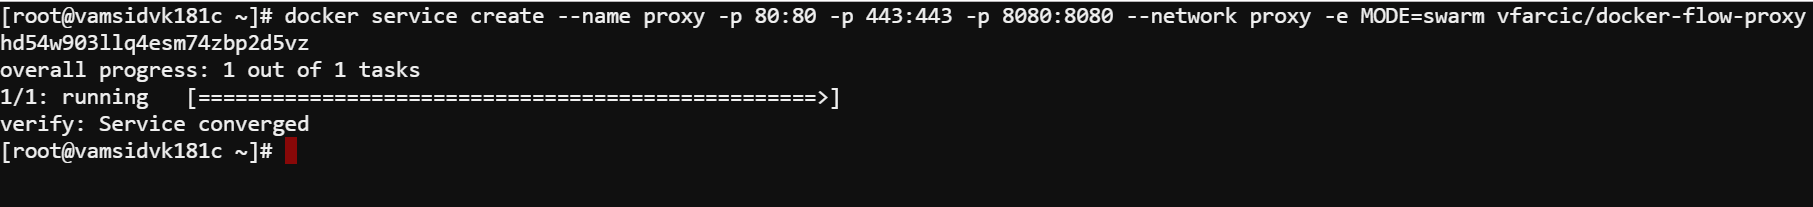 [root@vamsidvk181c ~]# docker service create --name proxy -p 80:80 -p 443:443 -p 8080:8080 --network proxy -e MODE=swarm vfarcic/docker-flow-proxy
hd54w903llq4esm74zbp2d5vz
overall progress: 1 out of 1 tasks
1/1: running   [==================================================>]
verify: Service converged
[root@vamsidvk181c ~]#